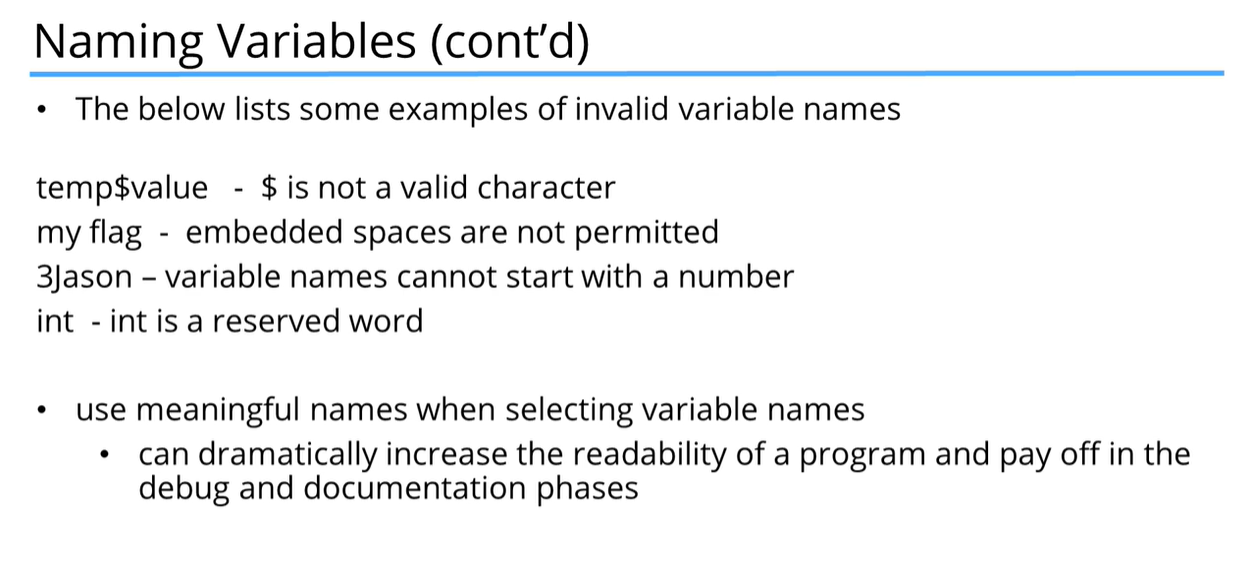 Naming Variables (cont’d)
• The below lists some examples of invalid variable names
temp$value - $ is not a valid character
my flag - embedded spaces are not permitted
3Jason – variable names cannot start with a number
int - int is a reserved word
• use meaningful names when selecting variable names
• can dramatically increase the readability of a program and pay off in the
debug and documentation phases